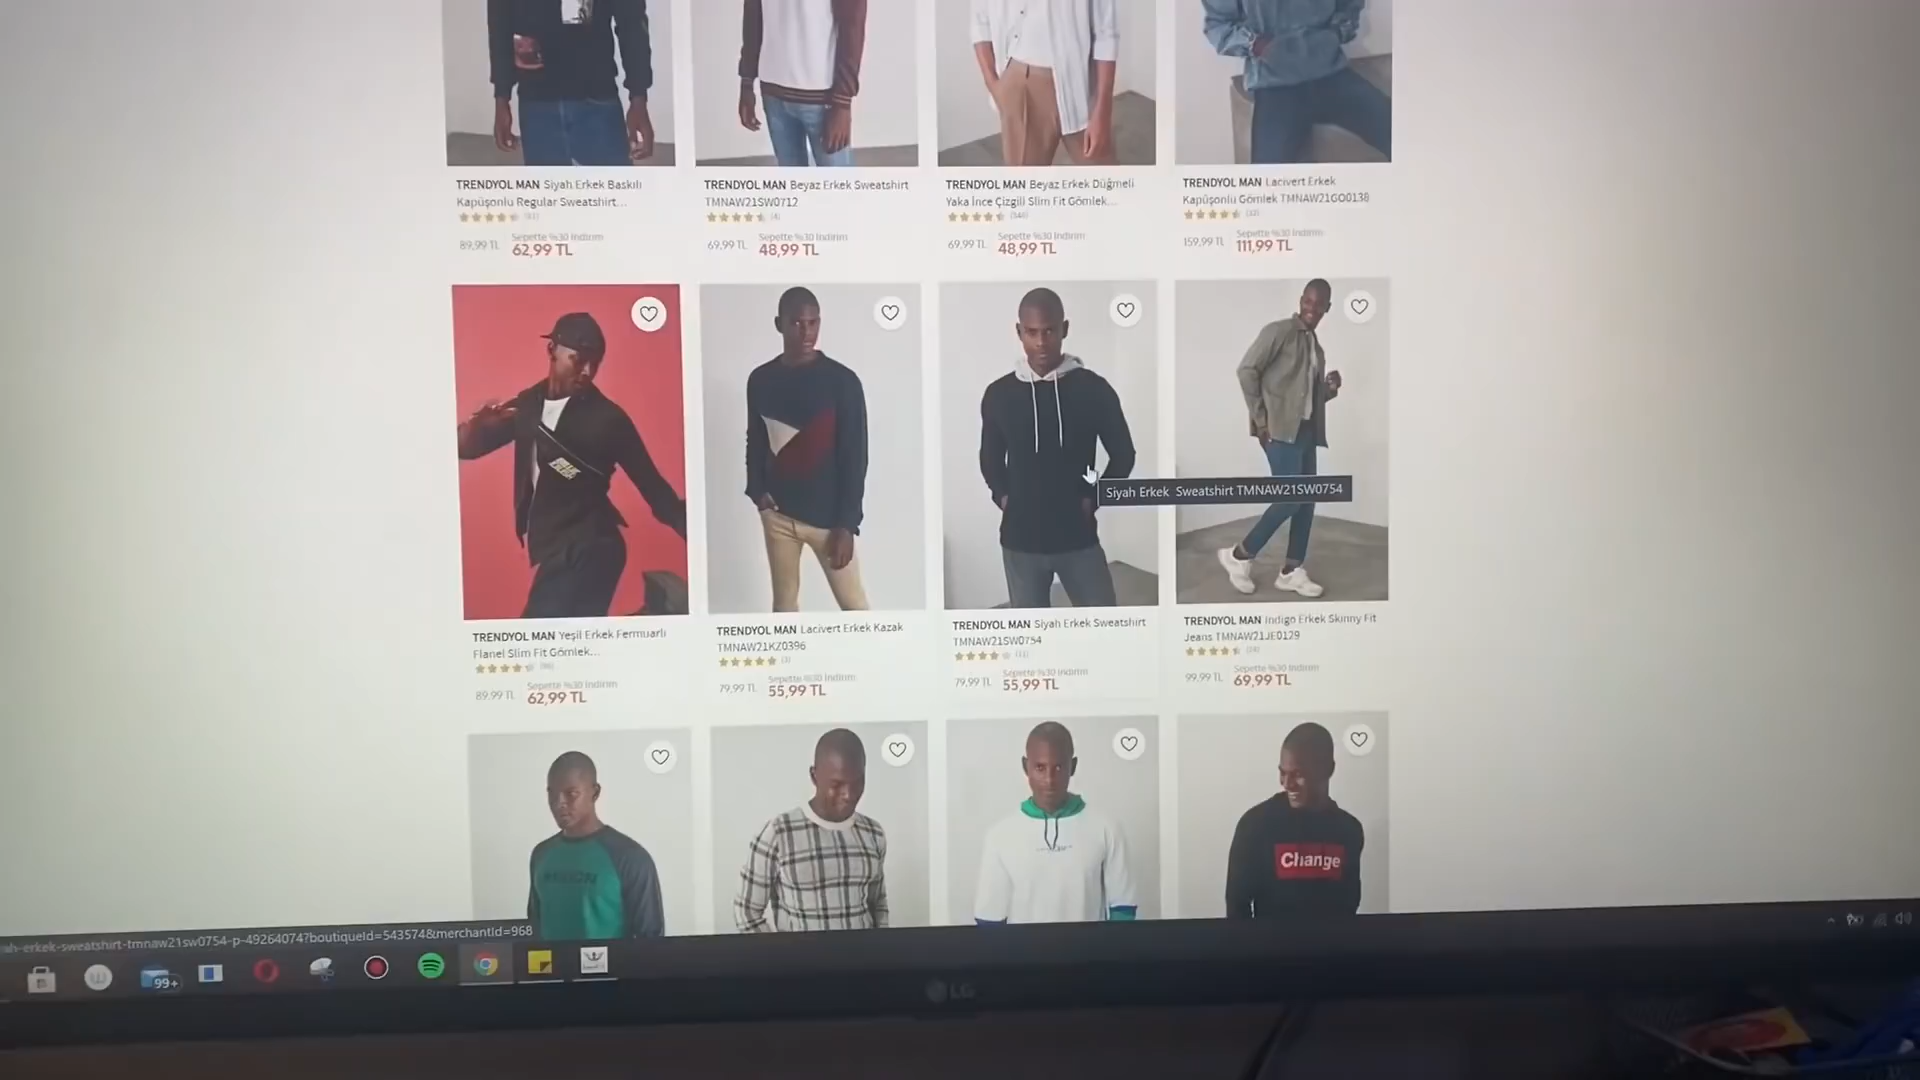 TRENDYOL MAN Siyah Erkek Baskılı
Kapüşonlu Regular Sweatshirt...
89,99 TL
Sepette %30 İndirim
62,99 TL
TRENDYOL MAN Beyaz Erkek Sweatshirt
TMNAW21SW0712
(4)
69,99 TL
Sepette %30 İndirim
48,99 TL
TRENDYOL MAN Beyaz Erkek Düğmeli
Yaka İnce Çizgili Slim Fit Gömlek...
69,99 TL
Sepette %30 İndirim
48,99 TL
TRENDYOL MAN Lacivert Erkek
Kapüşonlu Gömlek TMNAW21GO0138
159,99 TL
Sepette %30 İndirim
111,99 TL
Siyah Erkek Sweatshirt TMNAW21SW0754
TRENDYOL MAN Yeşil Erkek Fermuarlı
Flanel Slim Fit Gömlek...
89,99 TL
Sepette %30 İndirim
62,99 TL
TRENDYOL MAN Lacivert Erkek Kazak
TMNAW21KZ0396
(3)
79,99 TL
Sepette %30 İndirim
55,99 TL
TRENDYOL MAN Siyah Erkek Sweatshirt
TMNAW21SW0754
79,99 TL
Sepette %30 İndirim
55,99 TL
TRENDYOL MAN İndigo Erkek Skinny Fit
Jeans TMNAW21JE0129
99,99 TL
Sepette %30 İndirim
69,99 TL
Change
ah-erkek-sweatshirt-tmnaw21sw0754-p-49264074?boutiqueId=543574&merchantId=968
99+
LG